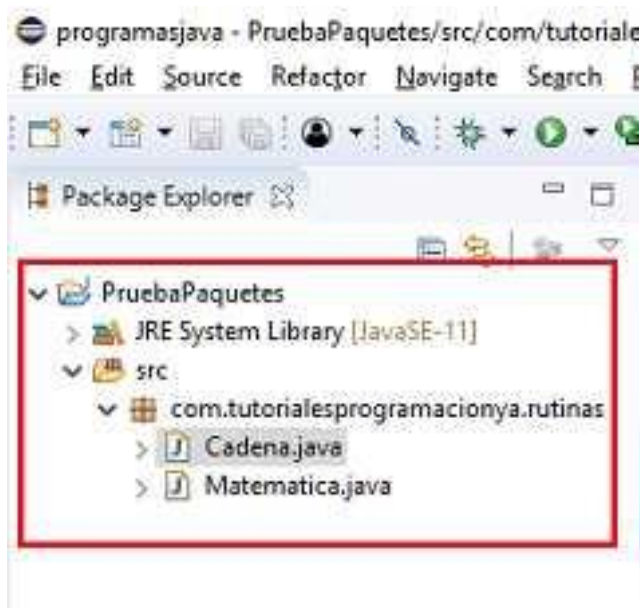 programasjava - PruebaPaquetes/src/com/tutoriale
File Edit Source Refactor Navigate Search
Package Explorer
PruebaPaquetes
JRE System Library [JavaSE-11]
src
com.tutorialesprogramacionya.rutinas
J Cadena.java
J Matematica.java